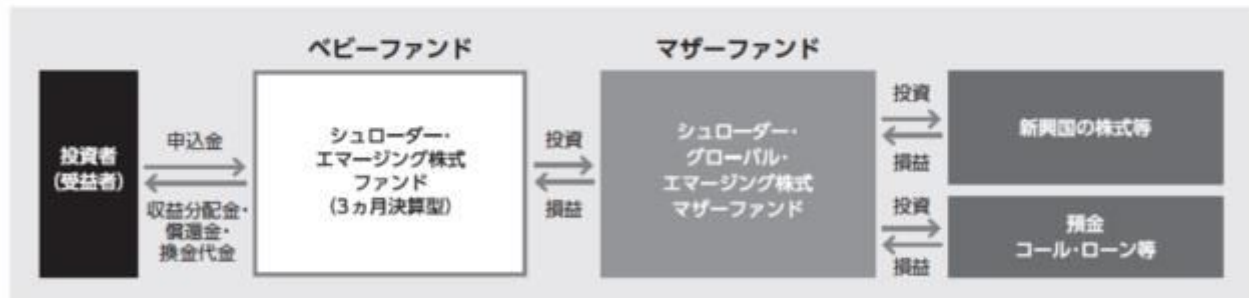 ベビーファンド
マザーファンド
投資者
(受益者)
申込金
収益分配金・
償還金・
換金代金
シュローダー・
エマージング株式
ファンド
(3ヵ月決算型)
投資
損益
シュローダー・
グローバル・
エマージング株式
マザーファンド
投資
損益
新興国の株式等
投資
損益
預金
コール・ローン等